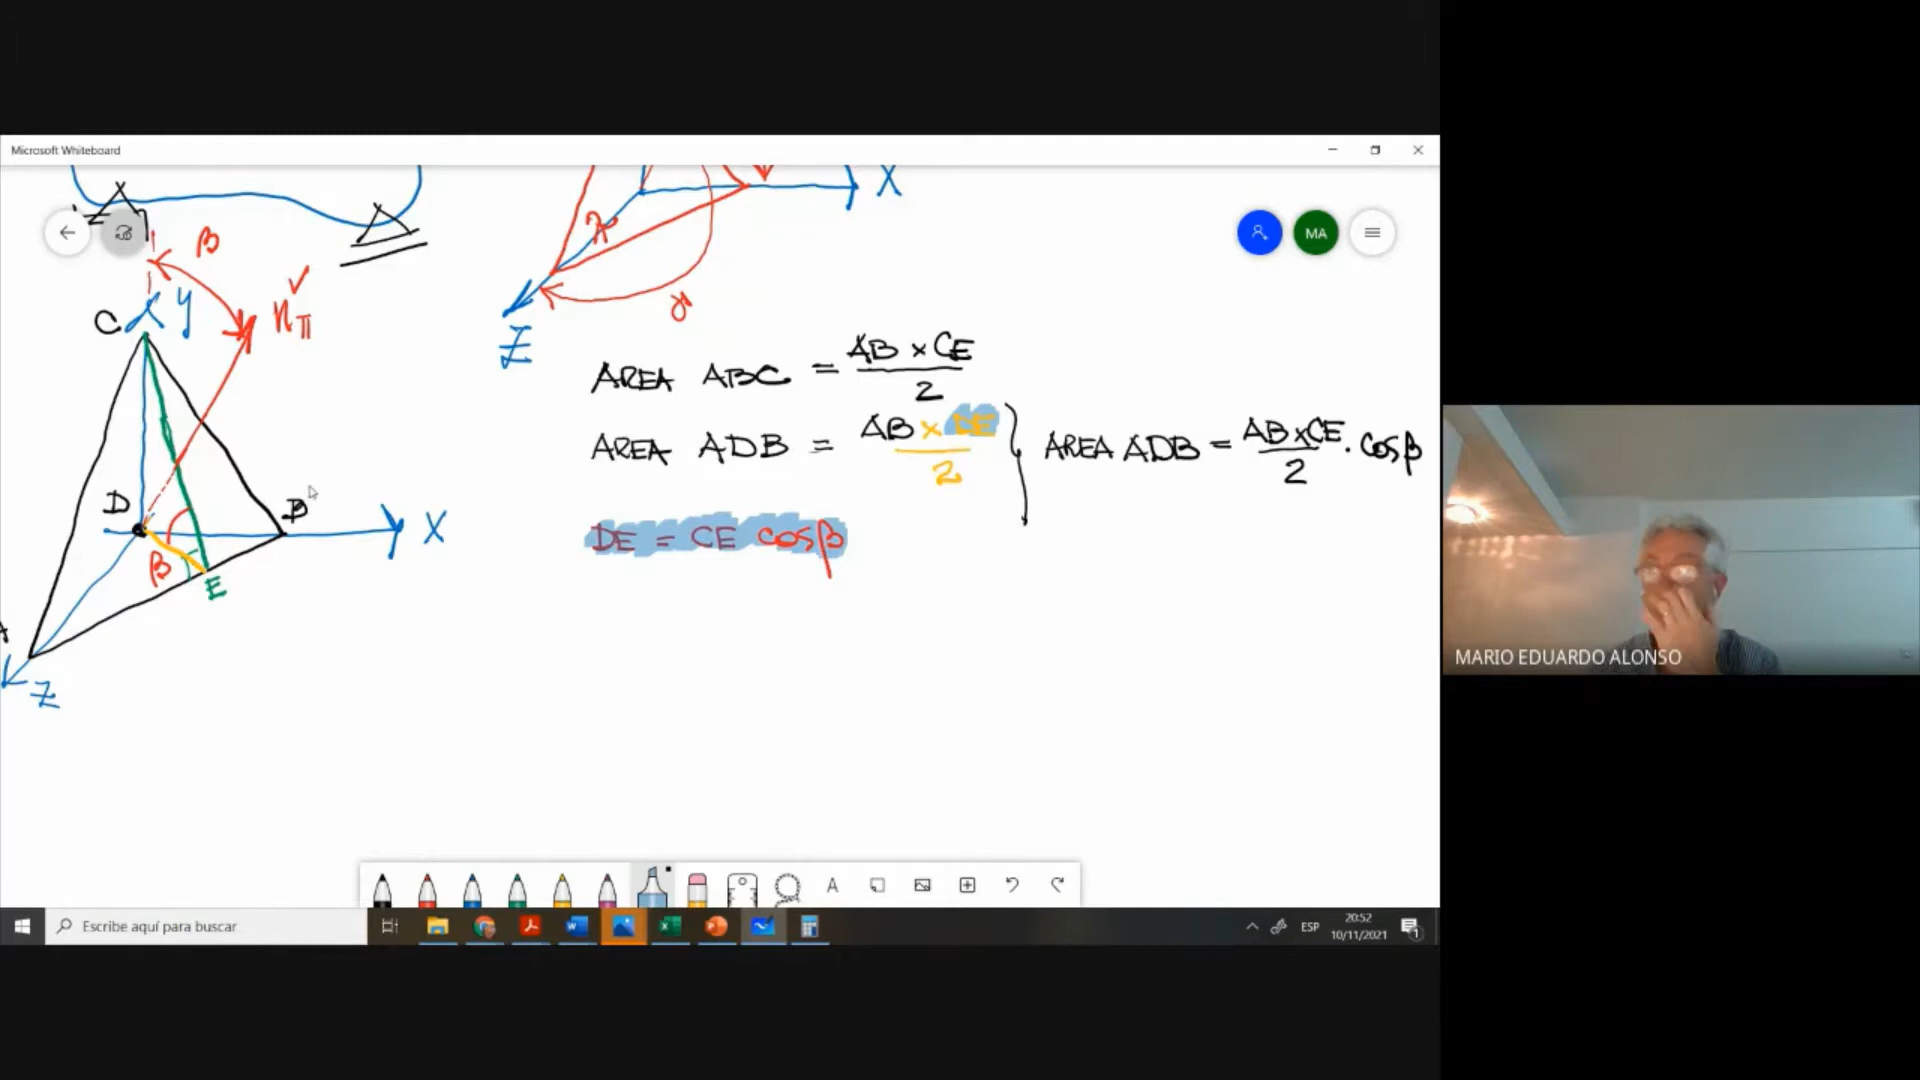 Microsoft Whiteboard
X
λ
β
γ
C
y
n π
Z
AREA ABC = AB × CE / 2
AREA ADB = AB × DE / 2
AREA ADB = AB × CE / 2 . COS β
D
B
X
DE = CE COS β
β
E
Z
MA
MARIO EDUARDO ALONSO
A
Escribe aquí para buscar
ESP
20:52
10/11/2021
1